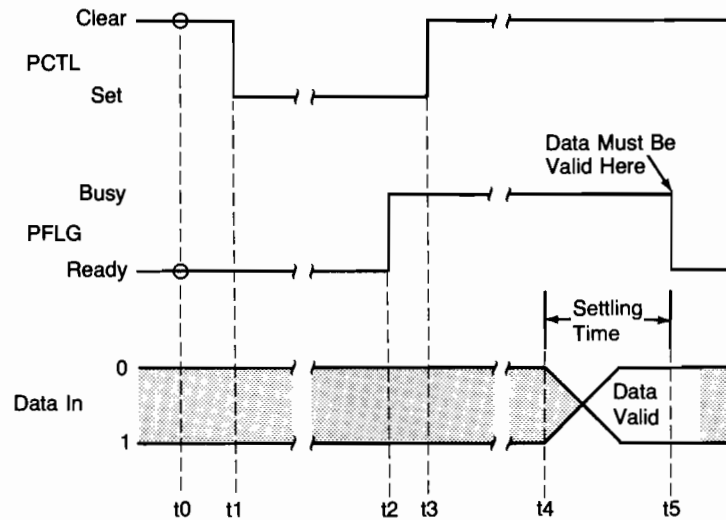 Clear
PCTL
Set
Data Must Be
Valid Here
Busy
PFLG
Ready
Settling
Time
0
Data In
Data
Valid
1
t0
t1
t2
t3
t4
t5